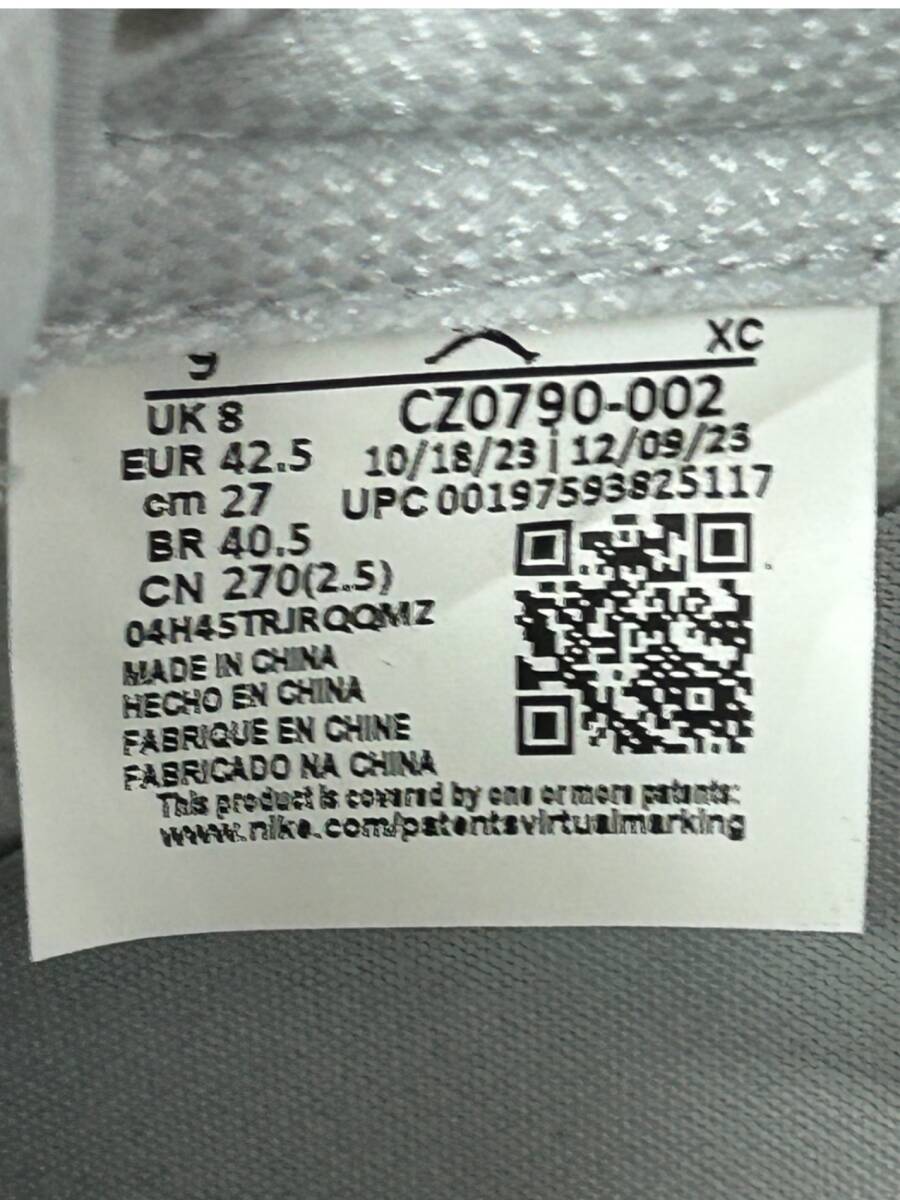 XC
UK 8
CZ0790-002
EUR 42.5
10/18/23 | 12/09/23
cm 27
UPC 00197593825117
BR 40.5
CN 270(2.5)
04H45TRJRQQMZ
MADE IN CHINA
HECHO EN CHINA
FABRIQUE EN CHINE
FABRICADO NA CHINA
This product is covered by one or more patents:
www.nike.com/patentsvirtualmarking